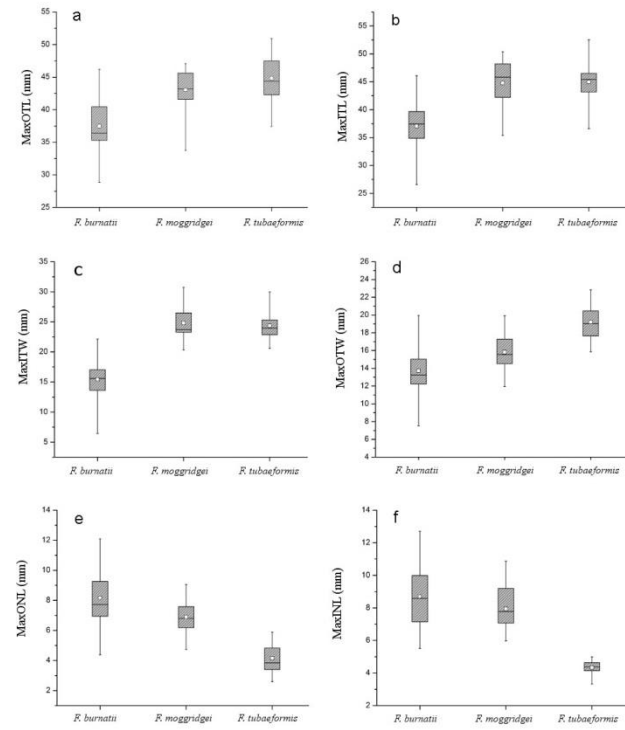 a
MaxOTL (mm)
55
50
45
40
35
30
25
F. burnatii F. moggridgei F. tubaeformis
b
MaxITL (mm)
55
50
45
40
35
30
25
F. burnatii F. moggridgei F. tubaeformis
c
MaxITW (mm)
35
30
25
20
15
10
5
F. burnatii F. moggridgei F. tubaeformis
d
MaxOTW (mm)
26
24
22
20
18
16
14
12
10
8
6
4
F. burnatii F. moggridgei F. tubaeformis
e
MaxONL (mm)
14
12
10
8
6
4
2
F. burnatii F. moggridgei F. tubaeformis
f
MaxINL (mm)
14
12
10
8
6
4
2
F. burnatii F. moggridgei F. tubaeformis